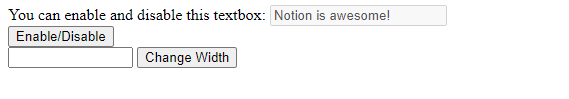 You can enable and disable this textbox: Notion is awesome!
Enable/Disable
Change Width